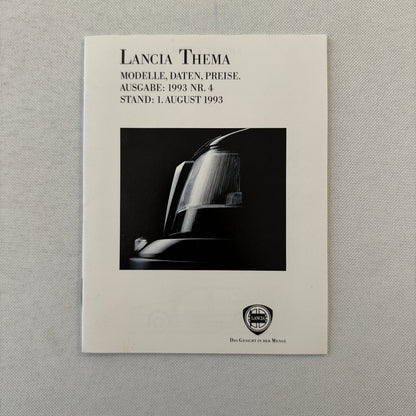 LANCIA THEMA
MODELLE, DATEN, PREISE.
AUSGABE: 1993 NR. 4
STAND: 1. AUGUST 1993
LANCIA
DAS GESICHT IN DER MENGE